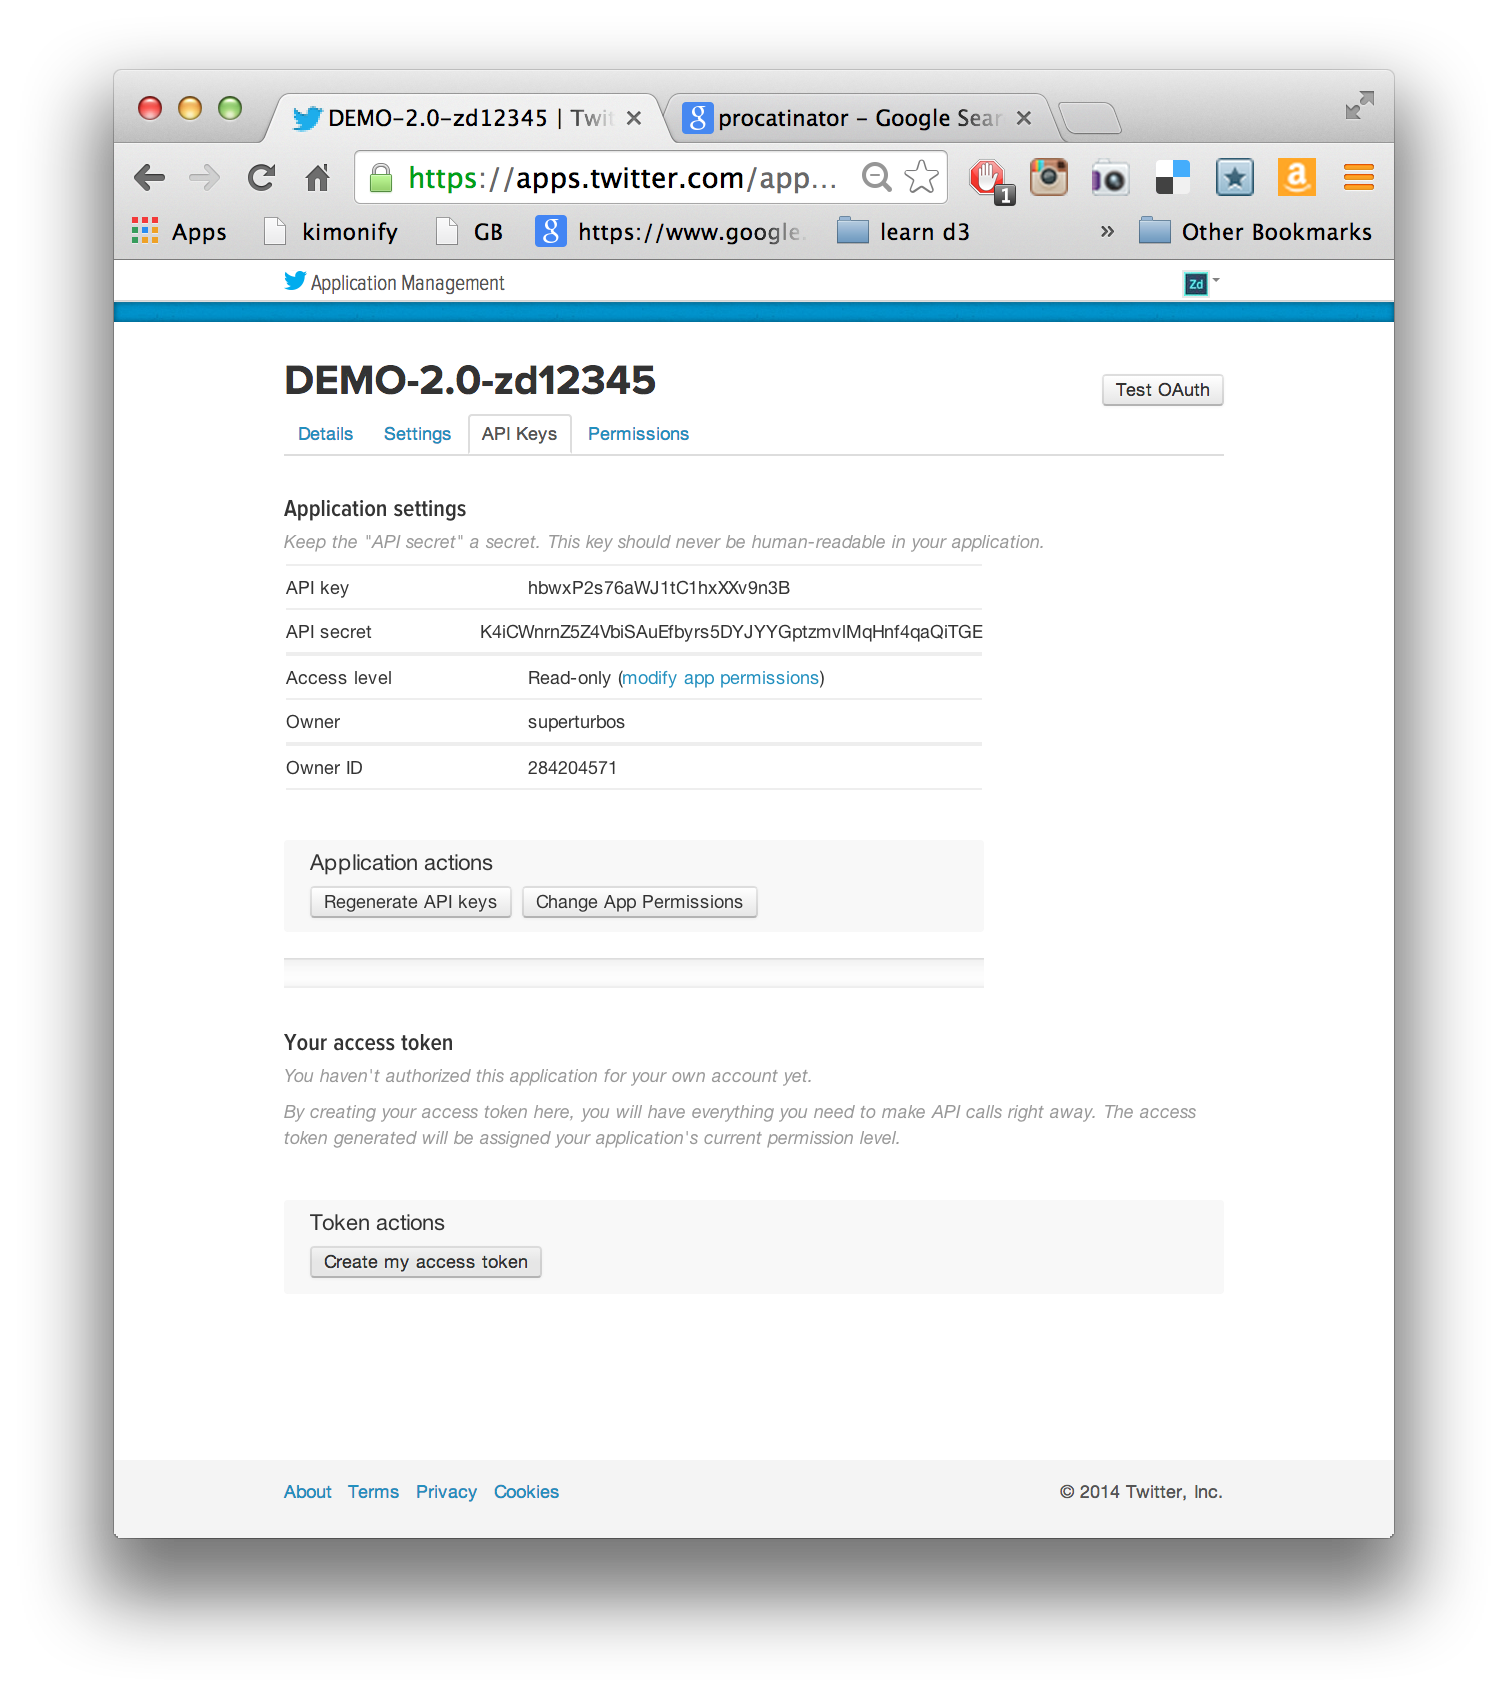 DEMO-2.0-zd12345 | Twit
procatinator – Google Sear
https://apps.twitter.com/app...
1
Apps
kimonify
GB
https://www.google.
learn d3
»
Other Bookmarks
Application Management
Zd
DEMO-2.0-zd12345
Test OAuth
Details Settings API Keys Permissions
Application settings
Keep the "API secret" a secret. This key should never be human-readable in your application.
API key hbwxP2s76aWJ1tC1hxXXv9n3B
API secret K4iCWnrnZ5Z4VbiSAuEfbyrs5DYJYYGptzmvlMqHnf4qaQiTGE
Access level Read-only (modify app permissions)
Owner superturbos
Owner ID 284204571
Application actions
Regenerate API keys Change App Permissions
Your access token
You haven't authorized this application for your own account yet.
By creating your access token here, you will have everything you need to make API calls right away. The access
token generated will be assigned your application's current permission level.
Token actions
Create my access token
About Terms Privacy Cookies © 2014 Twitter, Inc.